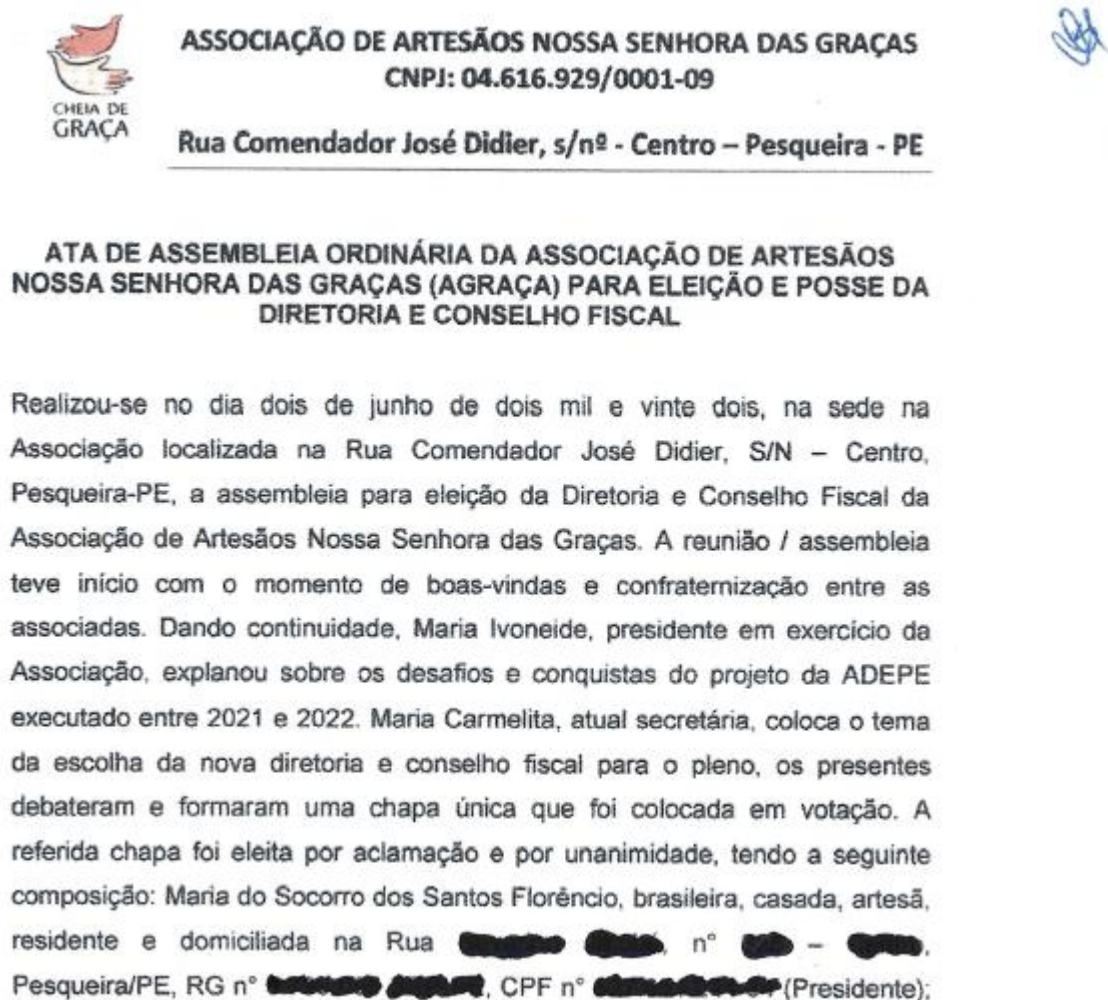 ASSOCIAÇÃO DE ARTESÃOS NOSSA SENHORA DAS GRAÇAS
CNPJ: 04.616.929/0001-09
CHEIA DE
GRAÇA
Rua Comendador José Didier, s/nº - Centro – Pesqueira - PE
ATA DE ASSEMBLEIA ORDINÁRIA DA ASSOCIAÇÃO DE ARTESÃOS
NOSSA SENHORA DAS GRAÇAS (AGRAÇA) PARA ELEIÇÃO E POSSE DA
DIRETORIA E CONSELHO FISCAL
Realizou-se no dia dois de junho de dois mil e vinte dois, na sede na
Associação localizada na Rua Comendador José Didier, S/N – Centro,
Pesqueira-PE, a assembleia para eleição da Diretoria e Conselho Fiscal da
Associação de Artesãos Nossa Senhora das Graças. A reunião / assembleia
teve início com o momento de boas-vindas e confraternização entre as
associadas. Dando continuidade, Maria Ivoneide, presidente em exercício da
Associação, explanou sobre os desafios e conquistas do projeto da ADEPE
executado entre 2021 e 2022. Maria Carmelita, atual secretária, coloca o tema
da escolha da nova diretoria e conselho fiscal para o pleno, os presentes
debateram e formaram uma chapa única que foi colocada em votação. A
referida chapa foi eleita por aclamação e por unanimidade, tendo a seguinte
composição: Maria do Socorro dos Santos Florêncio, brasileira, casada, artesã,
residente e domiciliada na Rua , n° – ,
Pesqueira/PE, RG n° , CPF n° (Presidente);